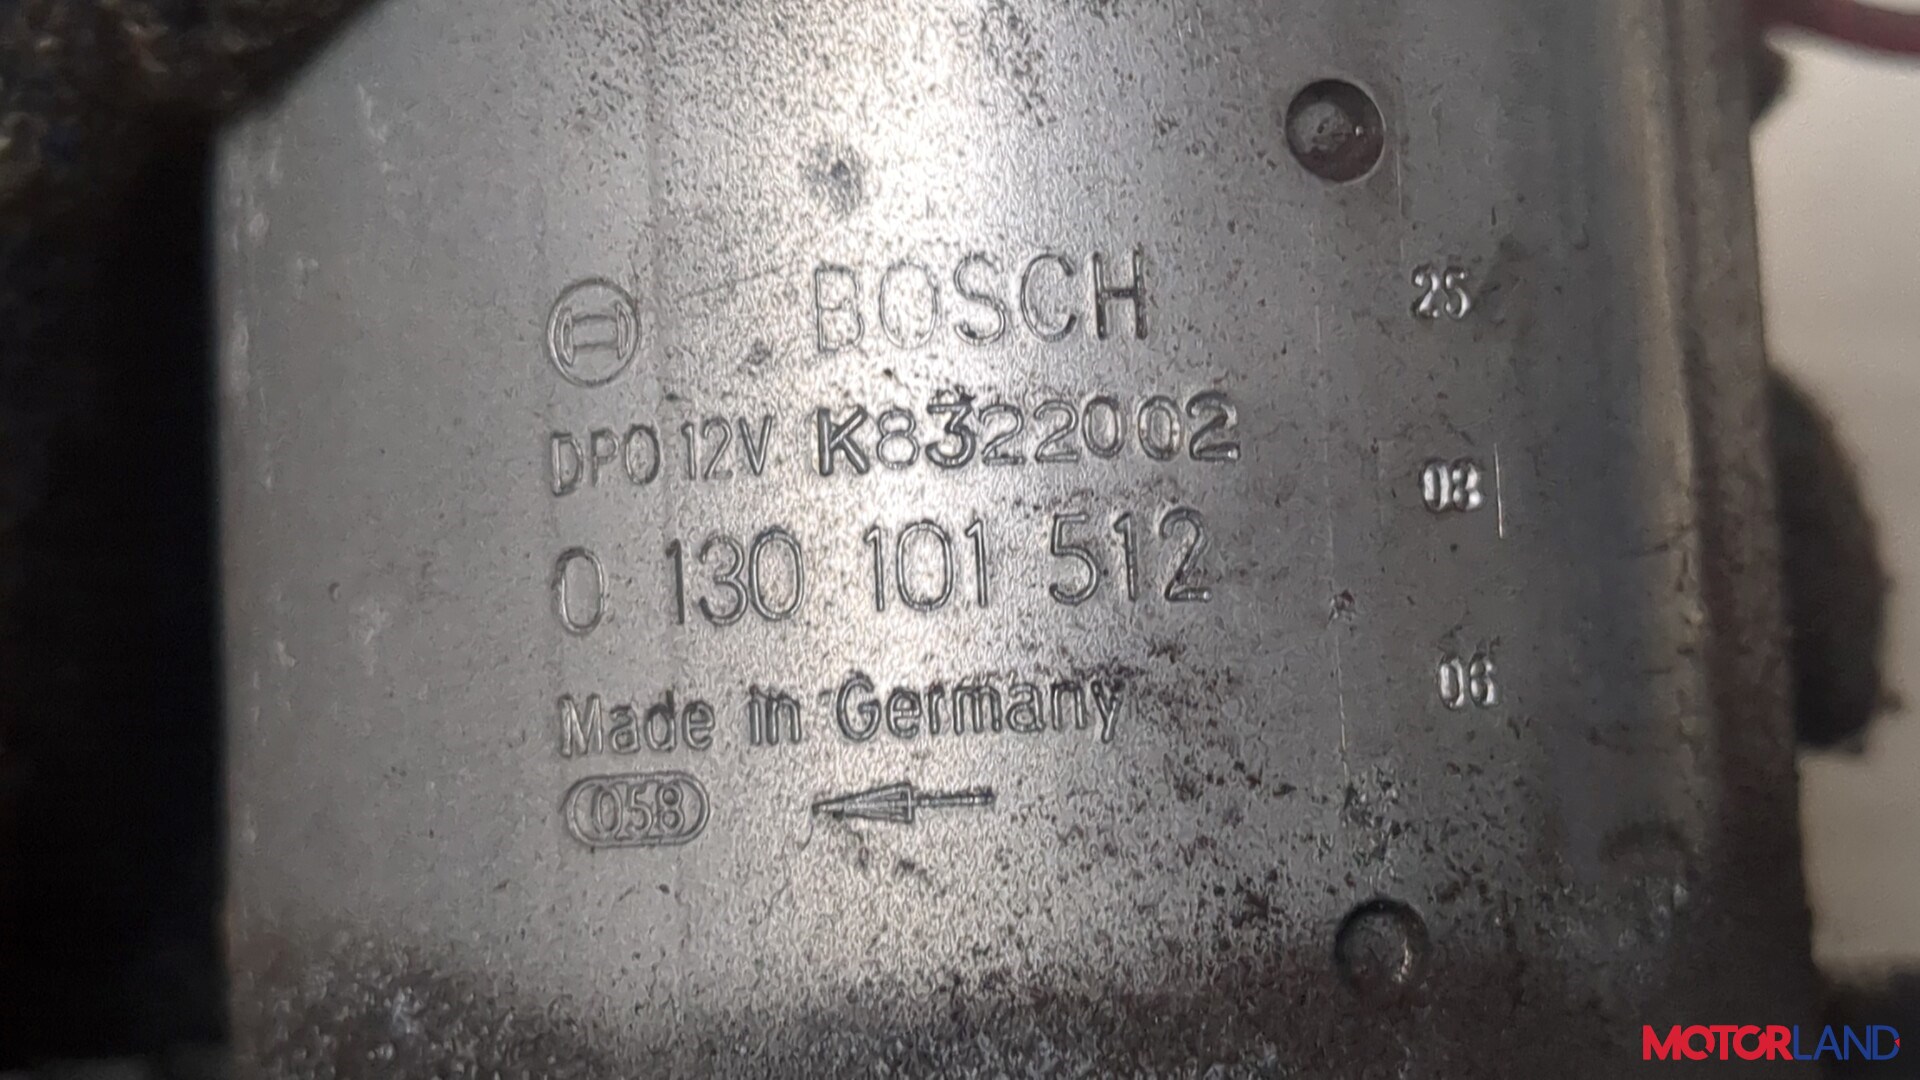 BOSCH
25
DPO 12V K8322002
08
0 130 101 512
Made in Germany
06
058
MOTORLAND